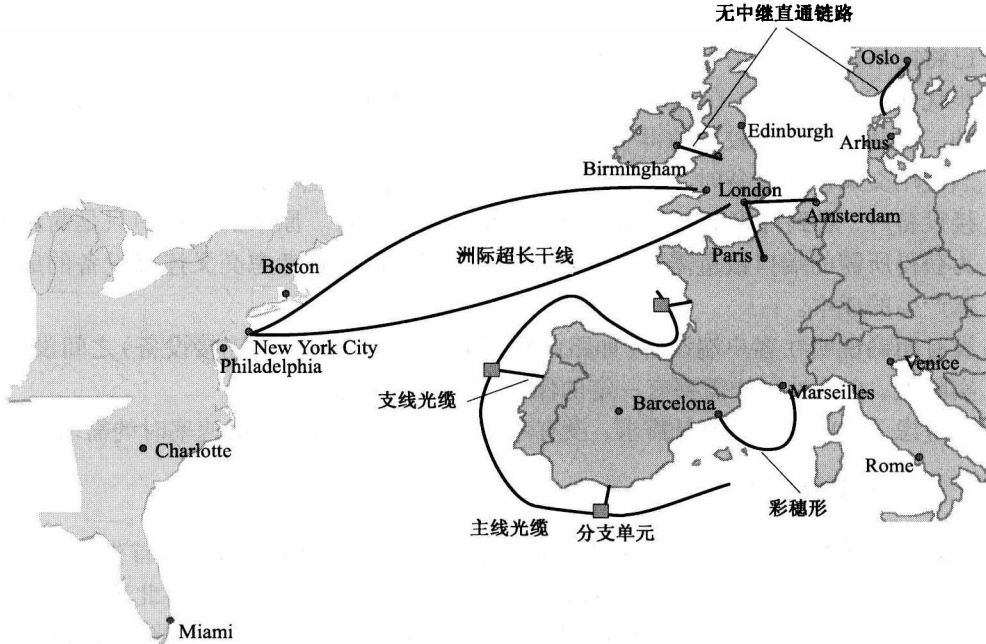 无中继直通链路
Oslo
Edinburgh
Arhus
Birmingham
London
Amsterdam
Paris
洲际超长干线
Boston
New York City
Philadelphia
Venice
支线光缆
Marseilles
Barcelona
Charlotte
Rome
彩穗形
主线光缆
分支单元
Miami